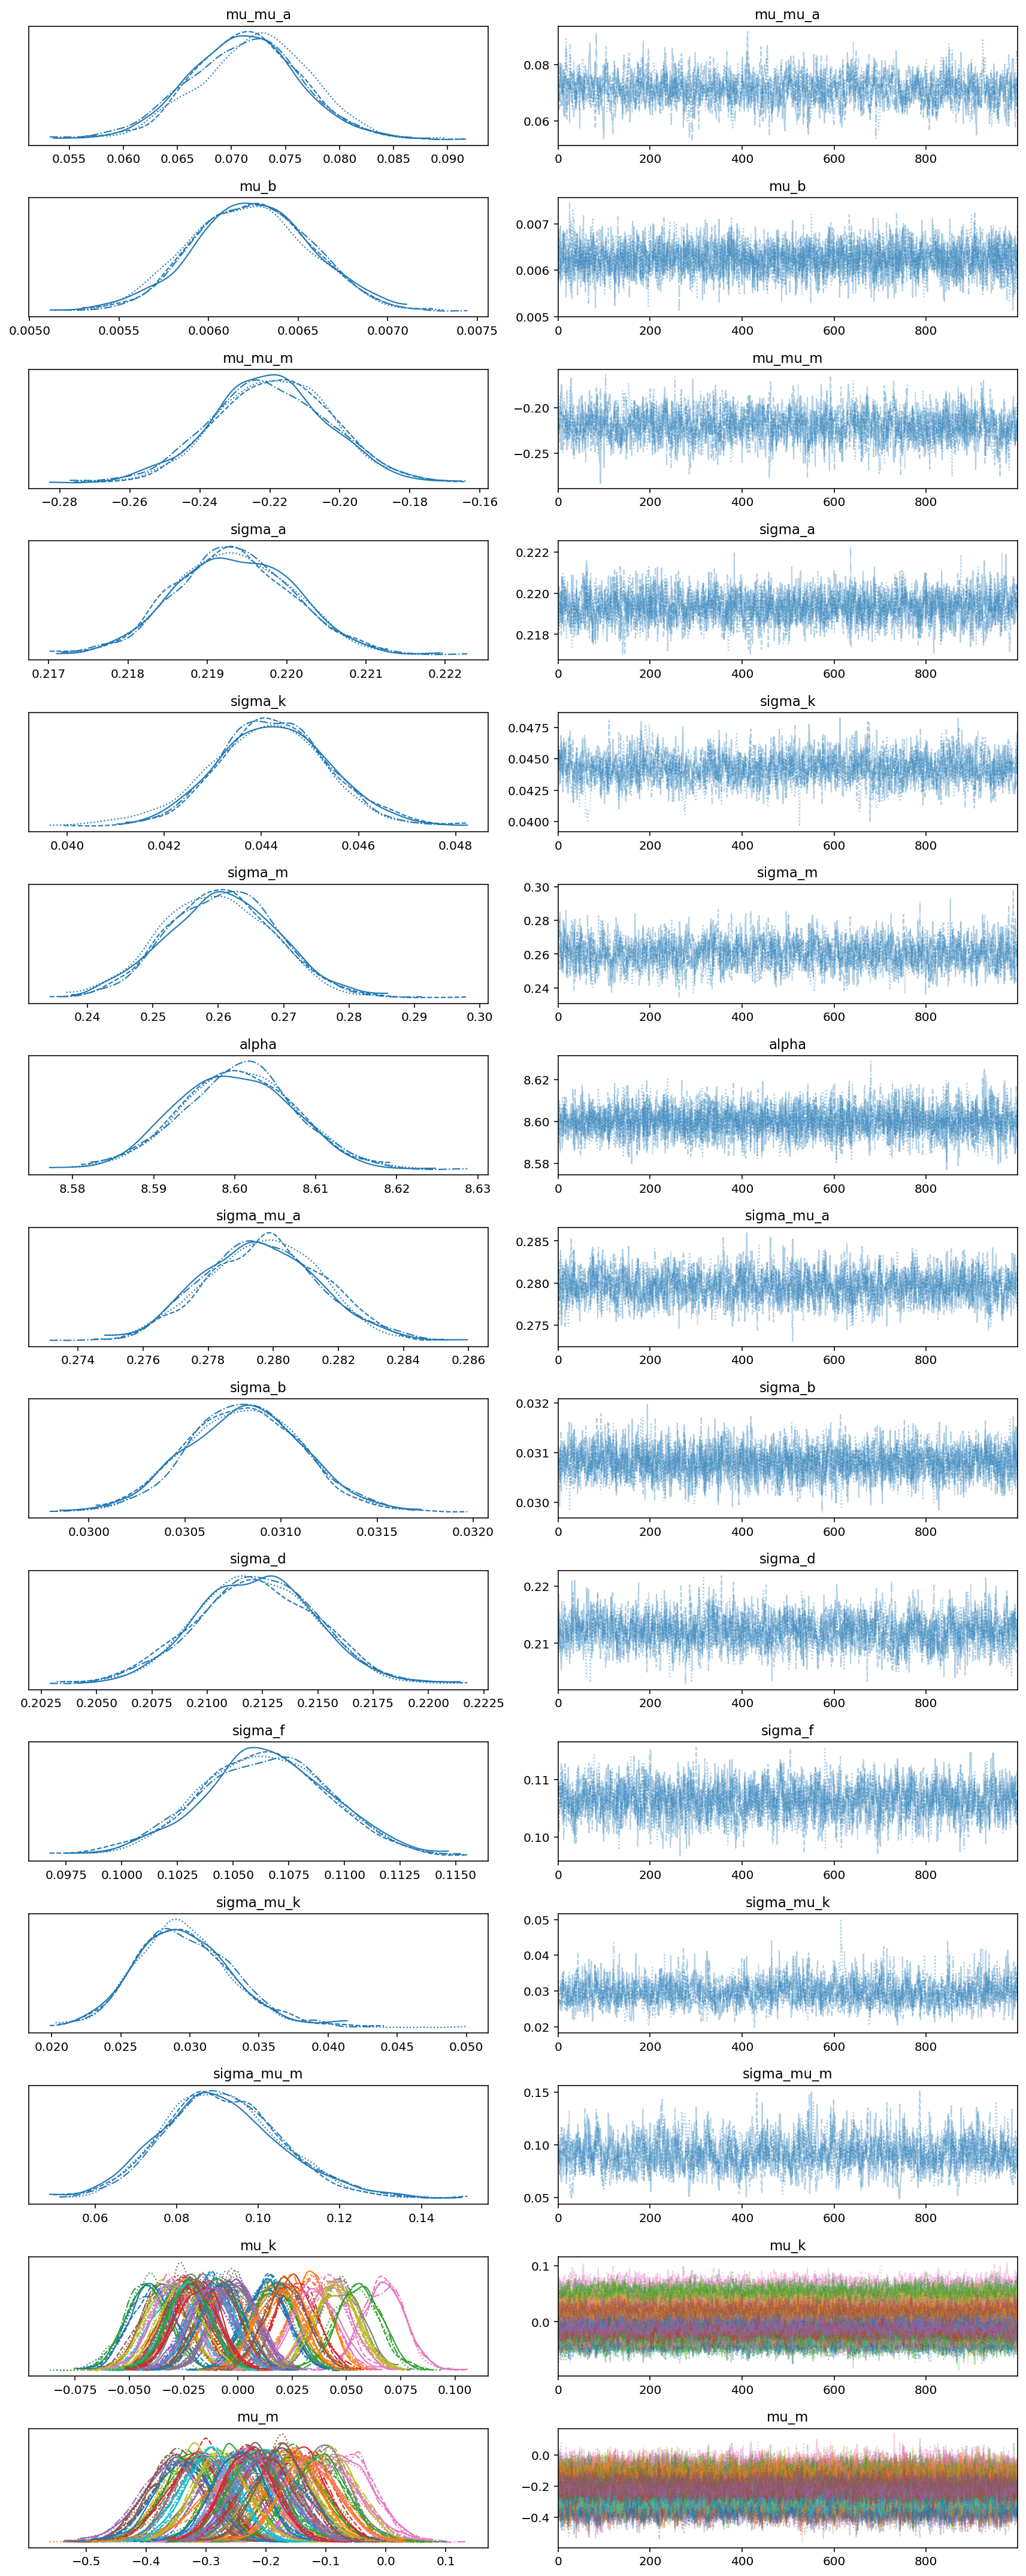 mu_mu_a mu_mu_a
0.08
0.06
0.055 0.060 0.065 0.070 0.075 0.080 0.085 0.090 0 200 400 600 800
mu_b mu_b
0.007
0.006
0.005
0.0050 0.0055 0.0060 0.0065 0.0070 0.0075 0 200 400 600 800
mu_mu_m mu_mu_m
−0.20
−0.25
−0.28 −0.26 −0.24 −0.22 −0.20 −0.18 −0.16 0 200 400 600 800
sigma_a sigma_a
0.222
0.220
0.218
0.217 0.218 0.219 0.220 0.221 0.222 0 200 400 600 800
sigma_k sigma_k
0.0475
0.0450
0.0425
0.0400
0.040 0.042 0.044 0.046 0.048 0 200 400 600 800
sigma_m sigma_m
0.30
0.28
0.26
0.24
0.24 0.25 0.26 0.27 0.28 0.29 0.30 0 200 400 600 800
alpha alpha
8.62
8.60
8.58
8.58 8.59 8.60 8.61 8.62 8.63 0 200 400 600 800
sigma_mu_a sigma_mu_a
0.285
0.280
0.275
0.274 0.276 0.278 0.280 0.282 0.284 0.286 0 200 400 600 800
sigma_b sigma_b
0.032
0.031
0.030
0.0300 0.0305 0.0310 0.0315 0.0320 0 200 400 600 800
sigma_d sigma_d
0.22
0.21
0.2025 0.2050 0.2075 0.2100 0.2125 0.2150 0.2175 0.2200 0.2225 0 200 400 600 800
sigma_f sigma_f
0.11
0.10
0.0975 0.1000 0.1025 0.1050 0.1075 0.1100 0.1125 0.1150 0 200 400 600 800
sigma_mu_k sigma_mu_k
0.05
0.04
0.03
0.02
0.020 0.025 0.030 0.035 0.040 0.045 0.050 0 200 400 600 800
sigma_mu_m sigma_mu_m
0.15
0.10
0.05
0.06 0.08 0.10 0.12 0.14 0 200 400 600 800
mu_k mu_k
0.1
0.0
−0.075 −0.050 −0.025 0.000 0.025 0.050 0.075 0.100 0 200 400 600 800
mu_m mu_m
0.0
−0.2
−0.4
−0.5 −0.4 −0.3 −0.2 −0.1 0.0 0.1 0 200 400 600 800